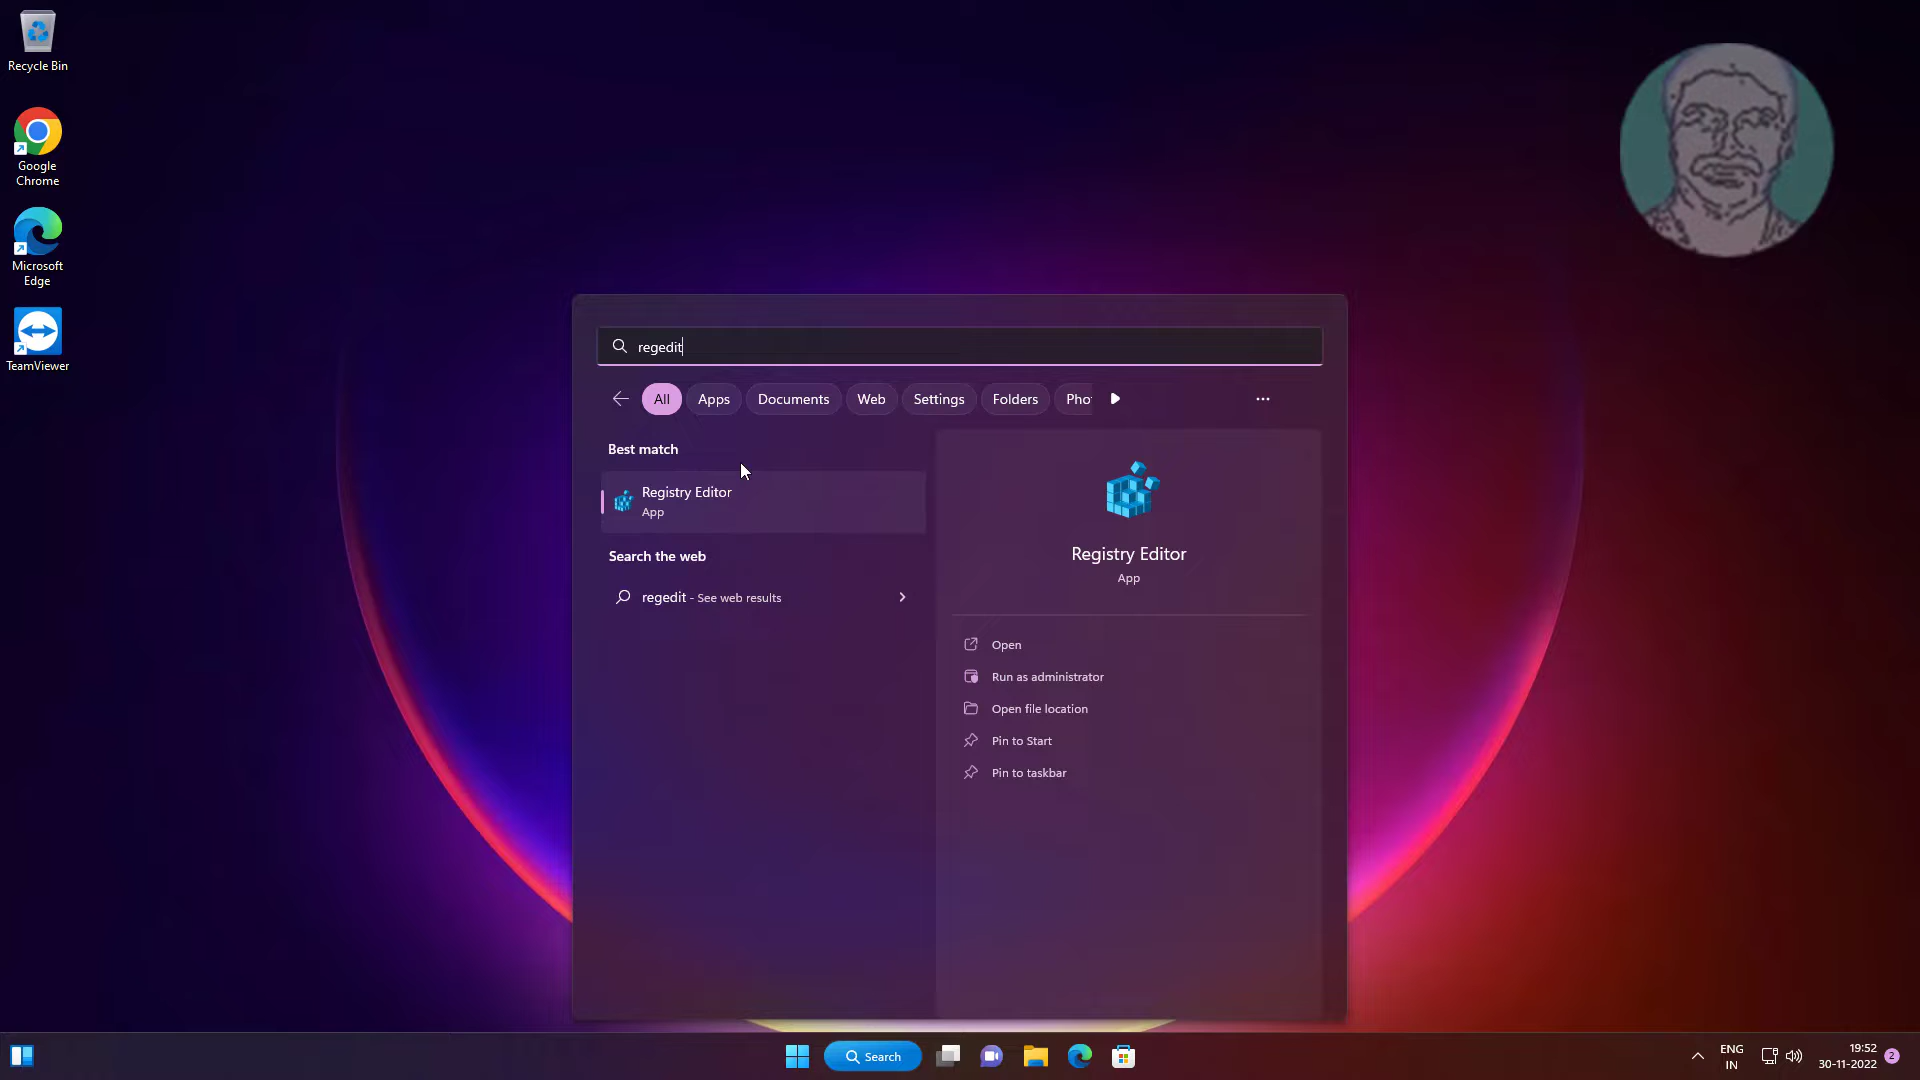 Recycle Bin
Google
Chrome
Microsoft
Edge
TeamViewer
regedit
All Apps Documents Web Settings Folders Pho
Best match
Registry Editor
App
Search the web
regedit - See web results
Registry Editor
App
Open
Run as administrator
Open file location
Pin to Start
Pin to taskbar
Search
ENG
IN
19:52
30-11-2022
2